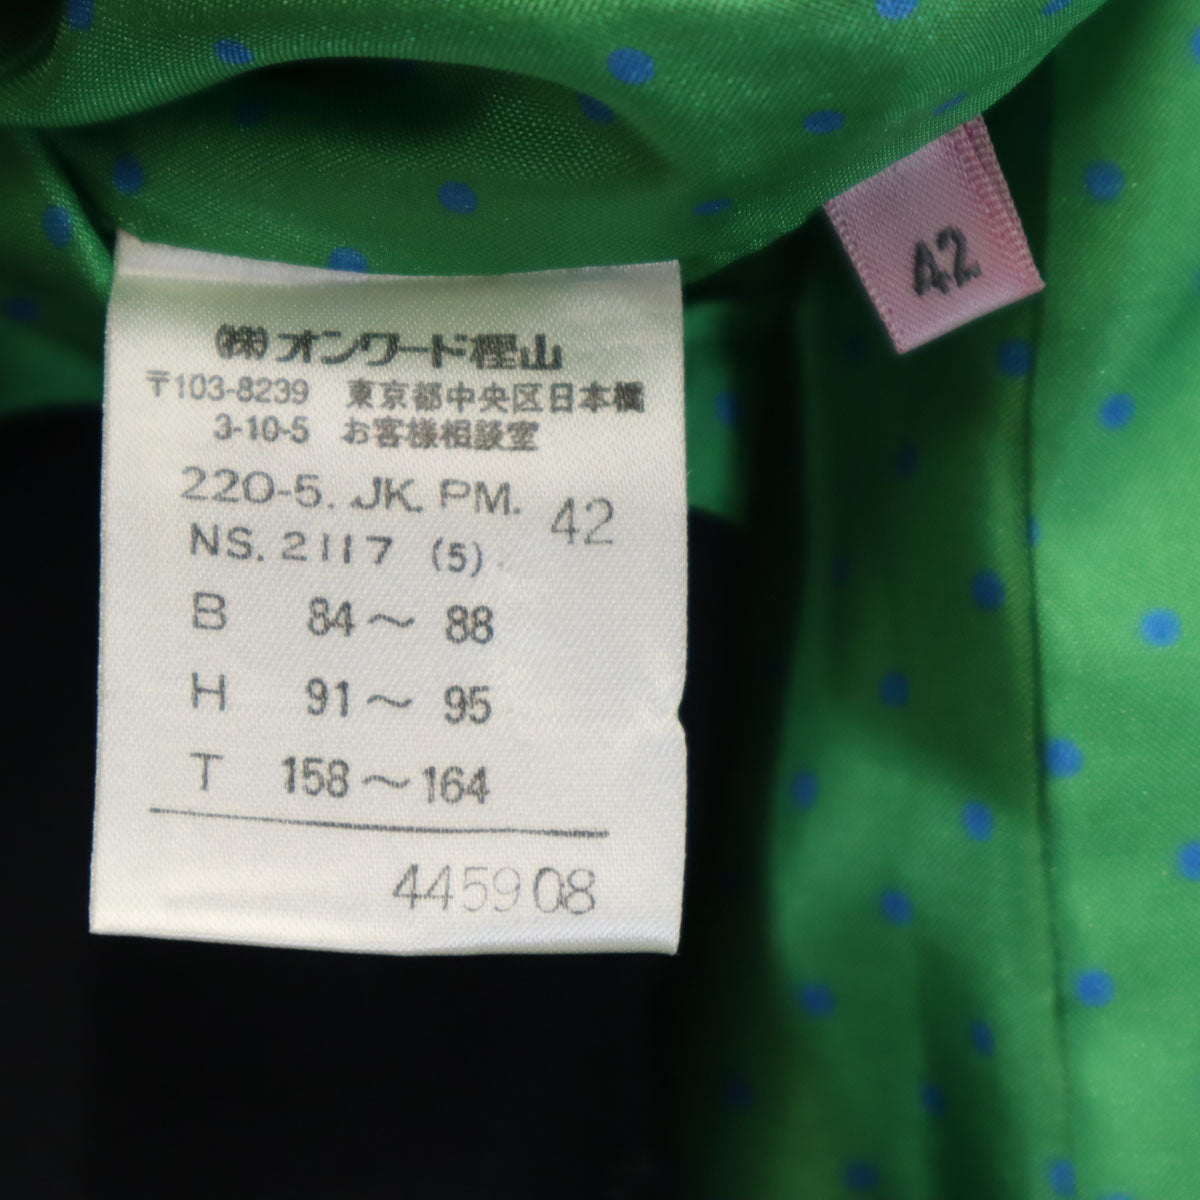 ㈱オンワード樫山
〒103-8239 東京都中央区日本橋
3-10-5 お客様相談室
220-5. JK. PM. 42
NS. 2117 (5)
B 84～88
H 91～95
T 158～164
445908
42